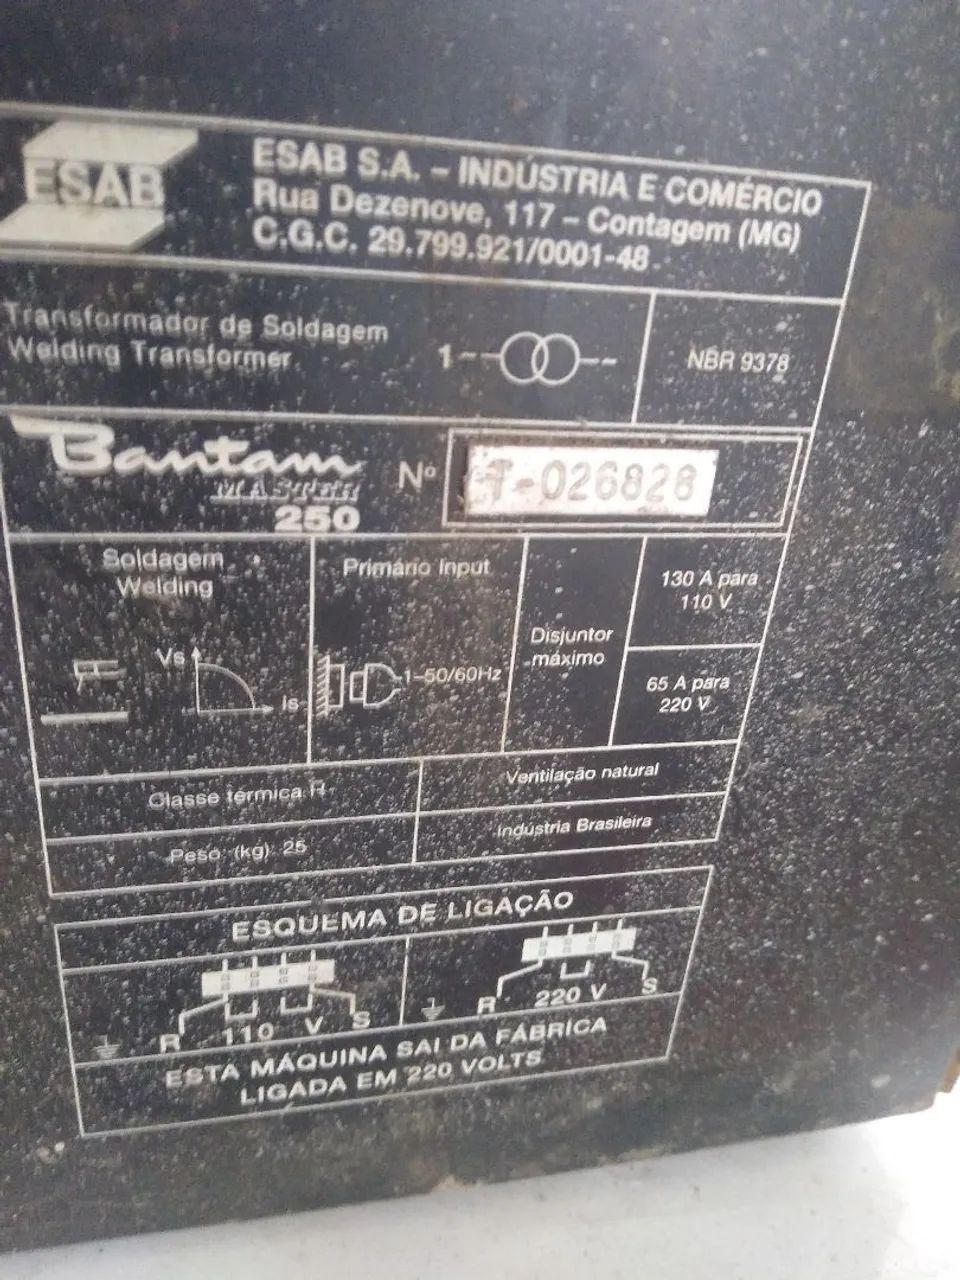 ESAB
ESAB S.A. - INDÚSTRIA E COMÉRCIO
Rua Dezenove, 117 - Contagem (MG)
C.G.C. 29.799.921/0001-48
Transformador de Soldagem
Welding Transformer
1
NBR 9378
Bantam
MASTER
250
Nº
-026828
Soldagem
Welding
Vs
Is
Primário Input
1-50/60Hz
Disjuntor
máximo
130 A para
110 V
65 A para
220 V
Classe térmica H
Ventilação natural
Peso (kg) 25
Indústria Brasileira
ESQUEMA DE LIGAÇÃO
R 110 V S
R 220 V S
ESTA MÁQUINA SAI DA FÁBRICA
LIGADA EM 220 VOLTS